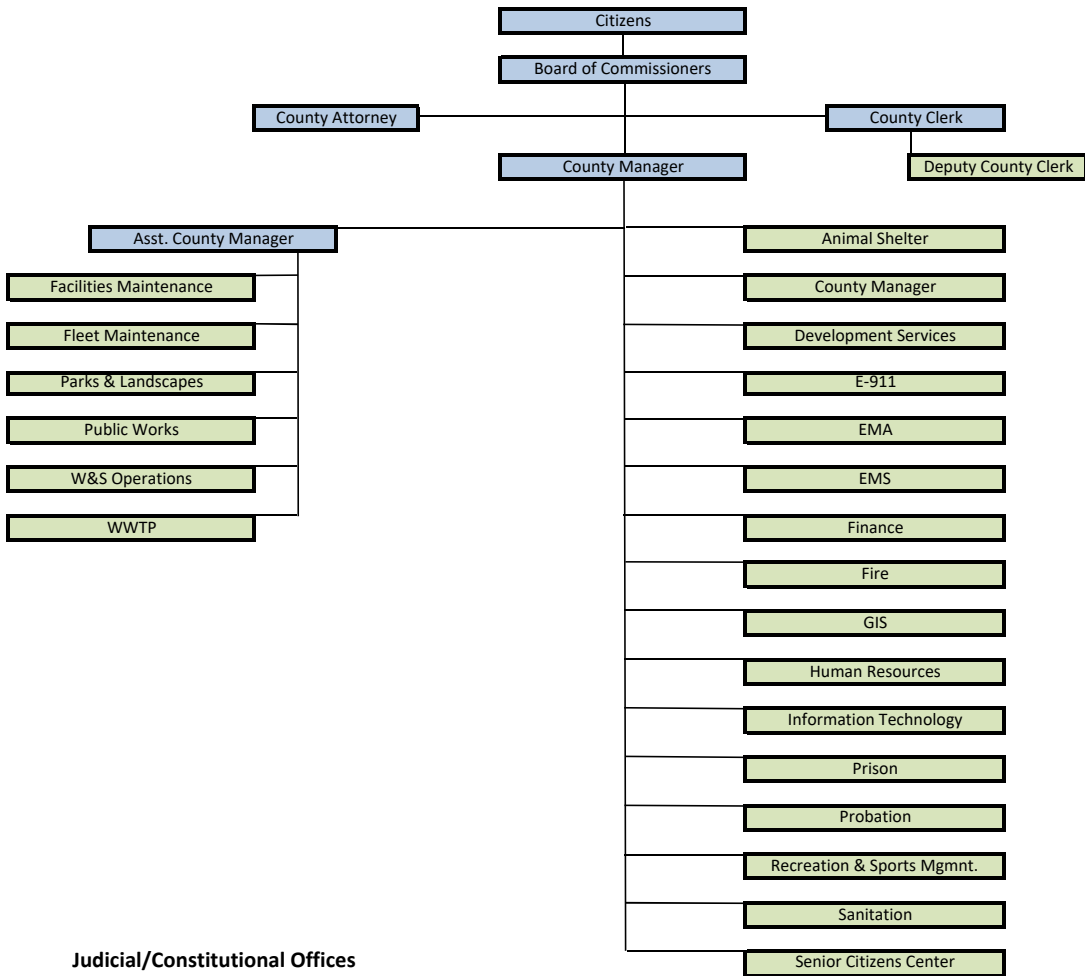 Citizens
Board of Commissioners
County Attorney
County Clerk
Deputy County Clerk
County Manager
Asst. County Manager
Facilities Maintenance
Fleet Maintenance
Parks & Landscapes
Public Works
W&S Operations
WWTP
Animal Shelter
County Manager
Development Services
E-911
EMA
EMS
Finance
Fire
GIS
Human Resources
Information Technology
Prison
Probation
Recreation & Sports Mgmnt.
Sanitation
Senior Citizens Center
Judicial/Constitutional Offices